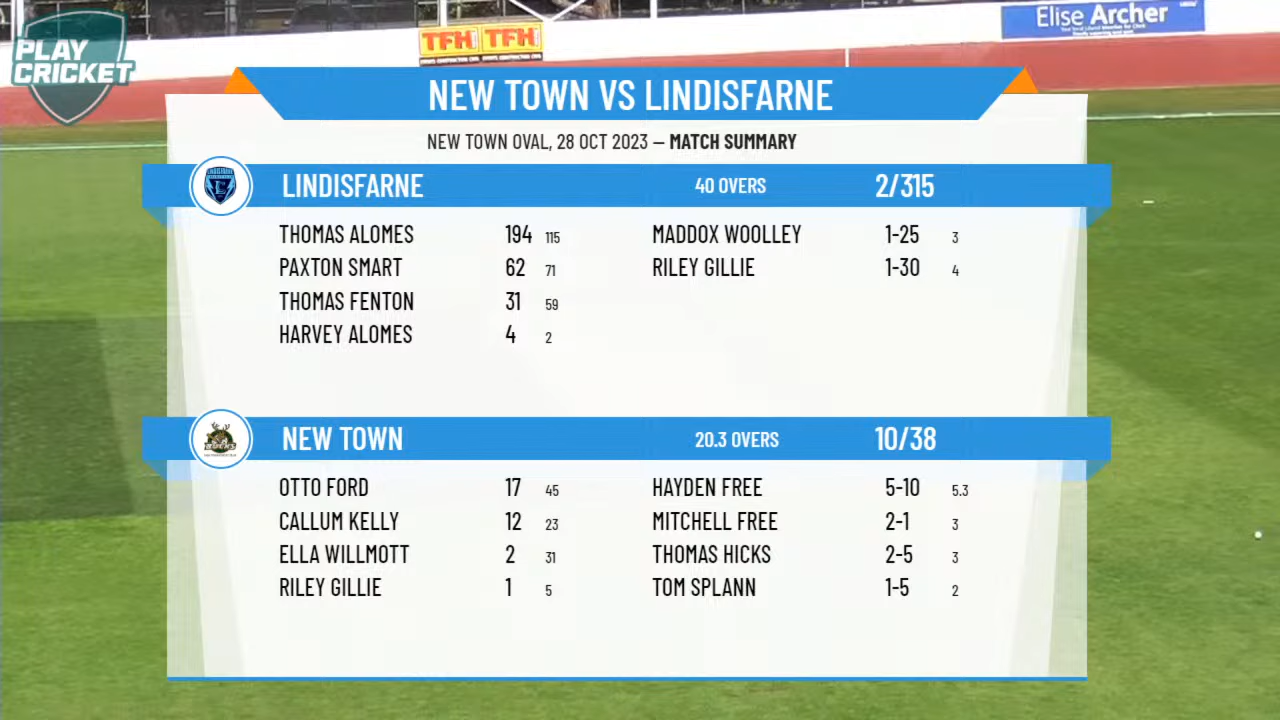 PLAY
CRICKET
TFH TFH
Elise Archer
NEW TOWN VS LINDISFARNE
NEW TOWN OVAL, 28 OCT 2023 – MATCH SUMMARY
LINDISFARNE 40 OVERS 2/315
THOMAS ALOMES 194 115 MADDOX WOOLLEY 1-25 3
PAXTON SMART 62 71 RILEY GILLIE 1-30 4
THOMAS FENTON 31 59
HARVEY ALOMES 4 2
NEW TOWN 20.3 OVERS 10/38
OTTO FORD 17 45 HAYDEN FREE 5-10 5.3
CALLUM KELLY 12 23 MITCHELL FREE 2-1 3
ELLA WILLMOTT 2 31 THOMAS HICKS 2-5 3
RILEY GILLIE 1 5 TOM SPLANN 1-5 2